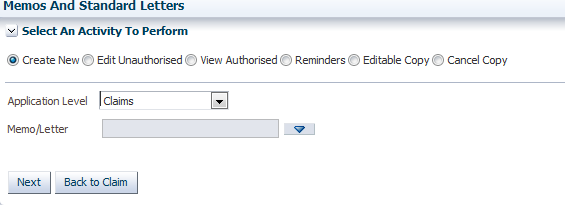 Memos And Standard Letters
Select An Activity To Perform
Create New Edit Unauthorised View Authorised Reminders Editable Copy Cancel Copy
Application Level Claims
Memo/Letter
Next Back to Claim